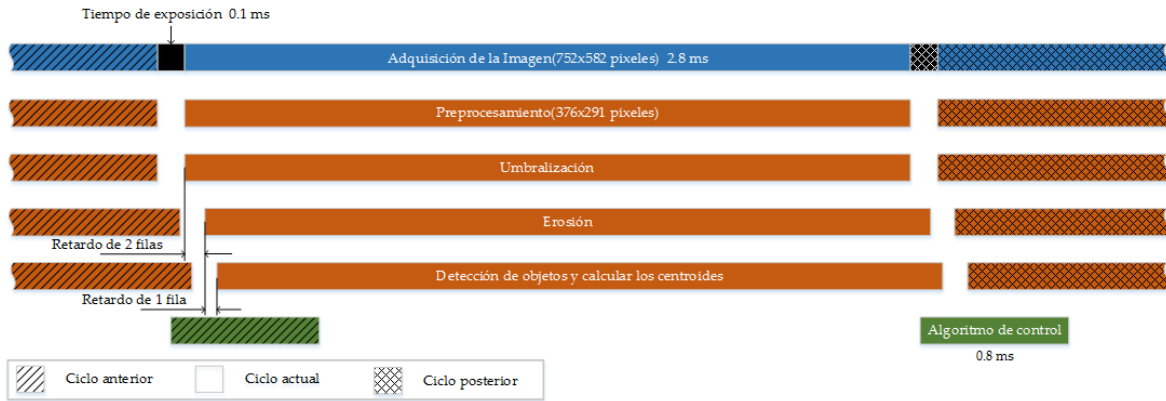 Tiempo de exposición 0.1 ms
Adquisición de la Imagen(752x582 pixeles) 2.8 ms
Preprocesamiento(376x291 pixeles)
Umbralización
Erosión
Retardo de 2 filas
Detección de objetos y calcular los centroides
Retardo de 1 fila
Algoritmo de control
0.8 ms
Ciclo anterior
Ciclo actual
Ciclo posterior